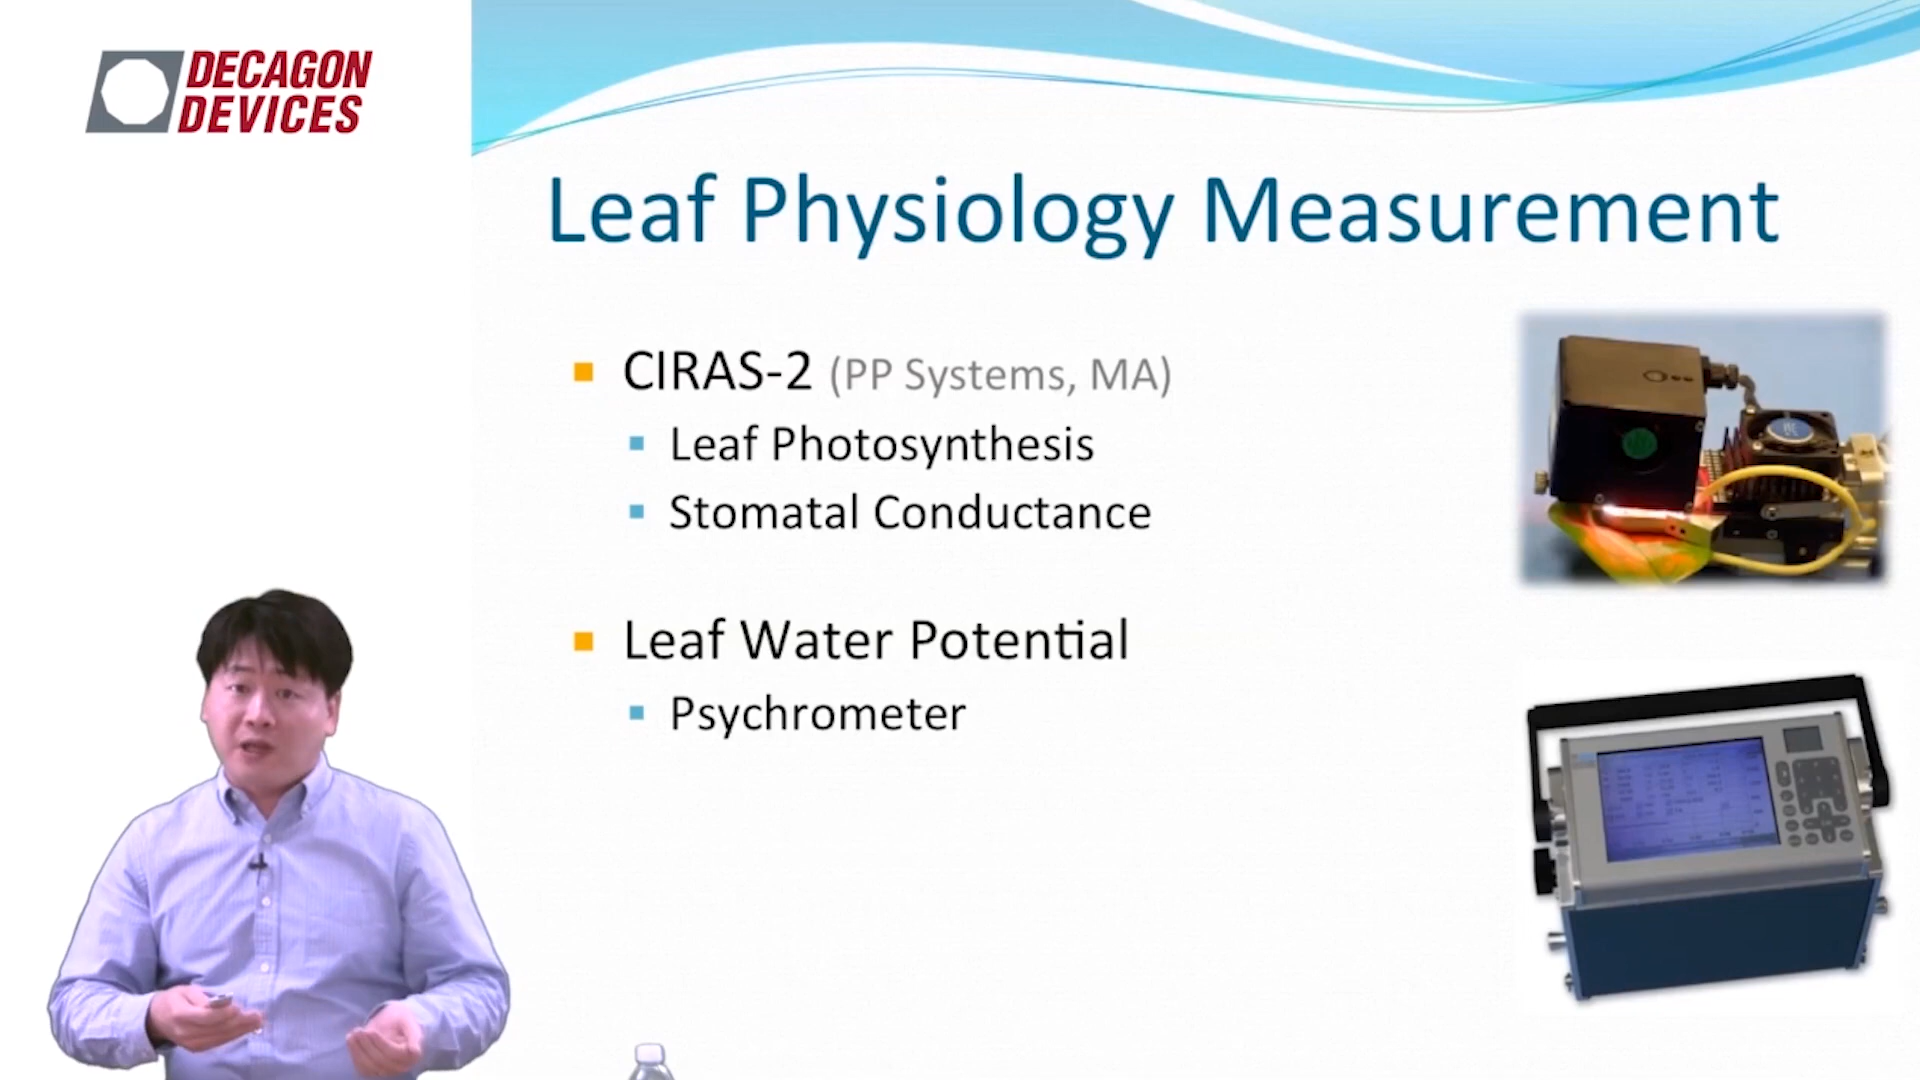 DECAGON
DEVICES
Leaf Physiology Measurement
CIRAS-2 (PP Systems, MA)
Leaf Photosynthesis
Stomatal Conductance
Leaf Water Potential
Psychrometer